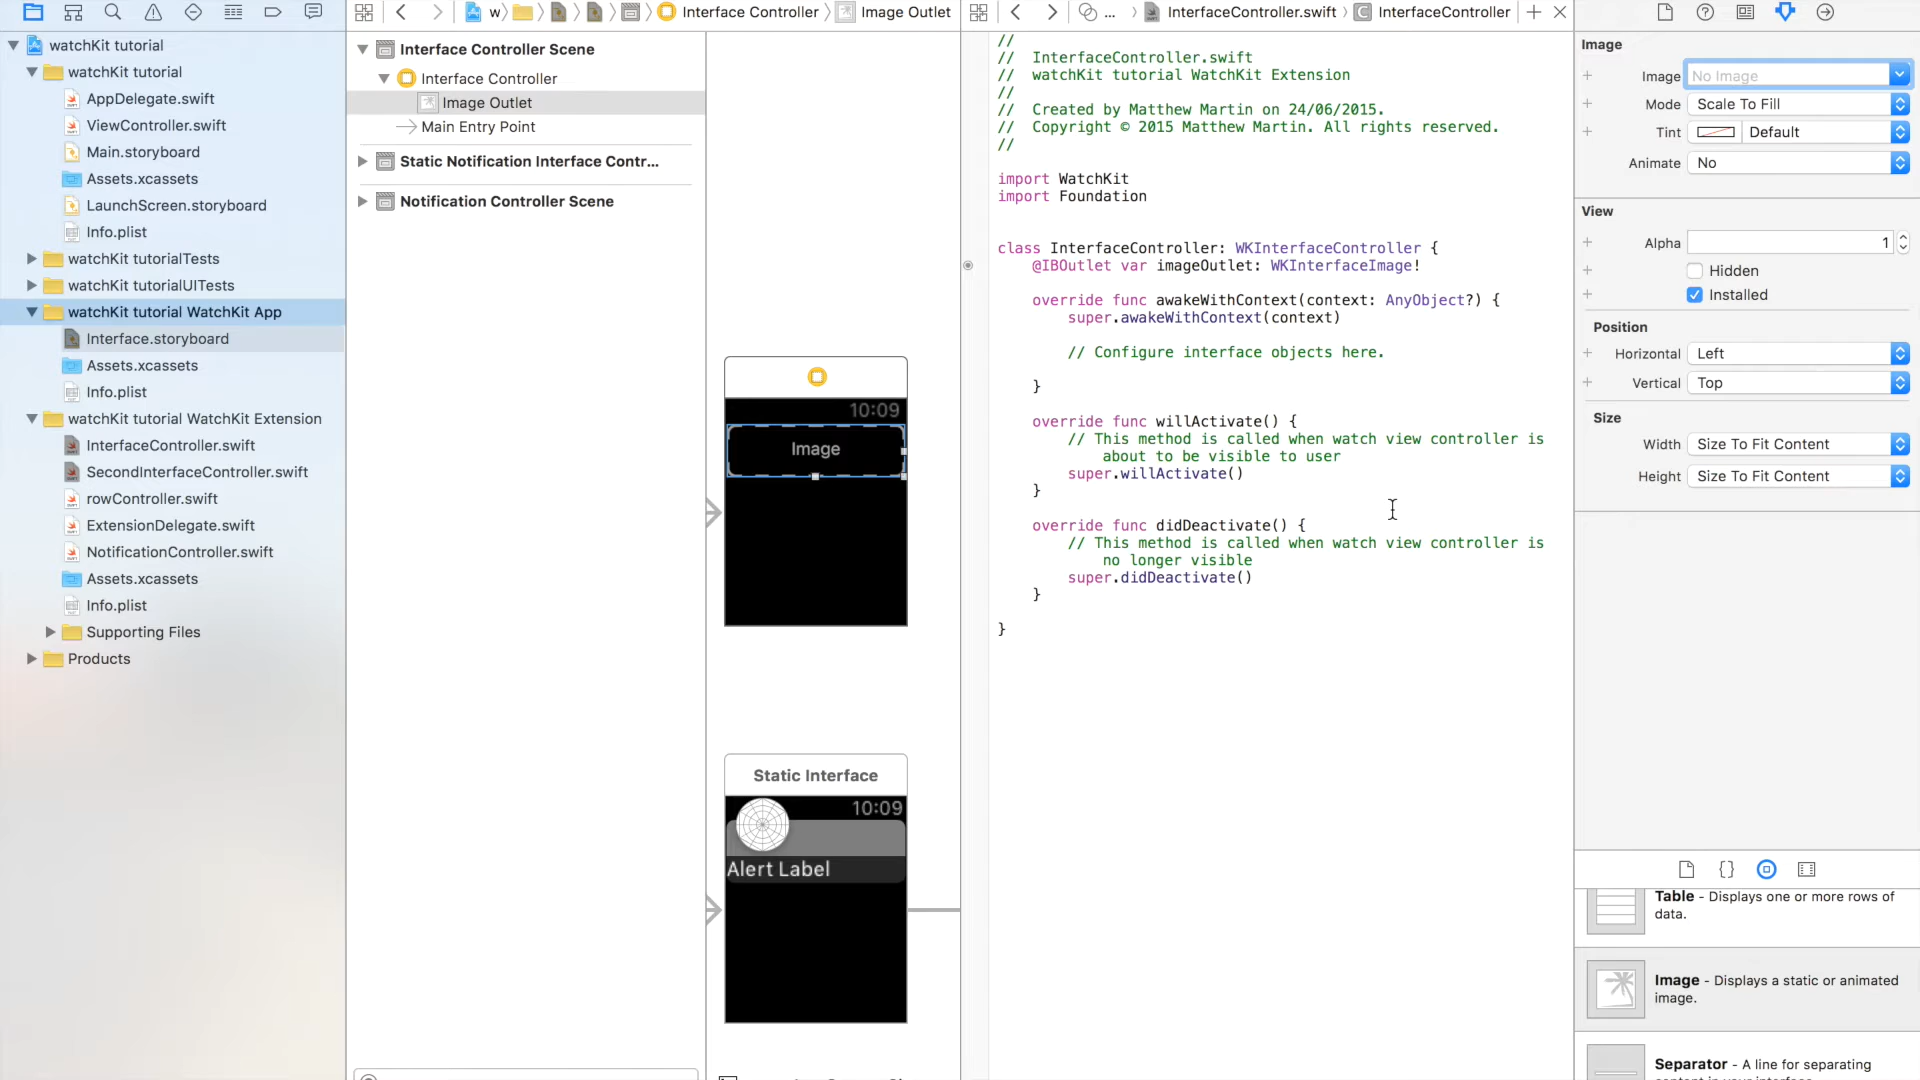 watchKit tutorial
watchKit tutorial
AppDelegate.swift
ViewController.swift
Main.storyboard
Assets.xcassets
LaunchScreen.storyboard
Info.plist
watchKit tutorialTests
watchKit tutorialUITests
watchKit tutorial WatchKit App
Interface.storyboard
Assets.xcassets
Info.plist
watchKit tutorial WatchKit Extension
InterfaceController.swift
SecondInterfaceController.swift
rowController.swift
ExtensionDelegate.swift
NotificationController.swift
Assets.xcassets
Info.plist
Supporting Files
Products
w Interface Controller Image Outlet
Interface Controller Scene
Interface Controller
Image Outlet
Main Entry Point
Static Notification Interface Contr...
Notification Controller Scene
10:09
Image
Static Interface
10:09
Alert Label
... InterfaceController.swift InterfaceController
//
// InterfaceController.swift
// watchKit tutorial WatchKit Extension
//
// Created by Matthew Martin on 24/06/2015.
// Copyright © 2015 Matthew Martin. All rights reserved.
//
import WatchKit
import Foundation
class InterfaceController: WKInterfaceController {
@IBOutlet var imageOutlet: WKInterfaceImage!
override func awakeWithContext(context: AnyObject?) {
super.awakeWithContext(context)
// Configure interface objects here.
}
override func willActivate() {
// This method is called when watch view controller is
about to be visible to user
super.willActivate()
}
override func didDeactivate() {
// This method is called when watch view controller is
no longer visible
super.didDeactivate()
}
}
Image
Image No Image
Mode Scale To Fill
Tint Default
Animate No
View
Alpha 1
Hidden
Installed
Position
Horizontal Left
Vertical Top
Size
Width Size To Fit Content
Height Size To Fit Content
{}
Table - Displays one or more rows of
data.
Image - Displays a static or animated
image.
Separator - A line for separating